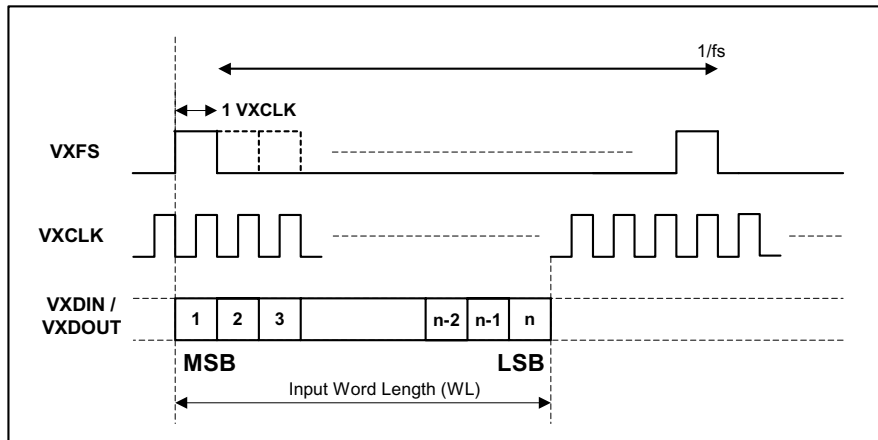 1/fs
1 VXCLK
VXFS
VXCLK
VXDIN /
VXDOUT
1 2 3 n-2 n-1 n
MSB LSB
Input Word Length (WL)